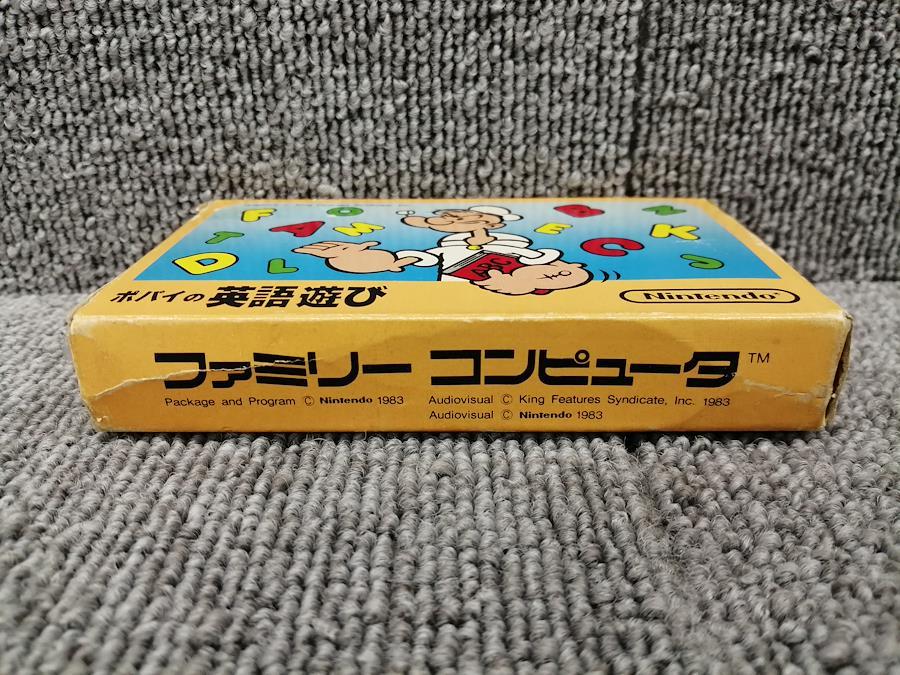 F O B N
T A M E K
D L C J
ABC
ポパイの英語遊び
Nintendo®
ファミリー コンピュータ™
Package and Program © Nintendo 1983 Audiovisual © King Features Syndicate, Inc. 1983
Audiovisual © Nintendo 1983